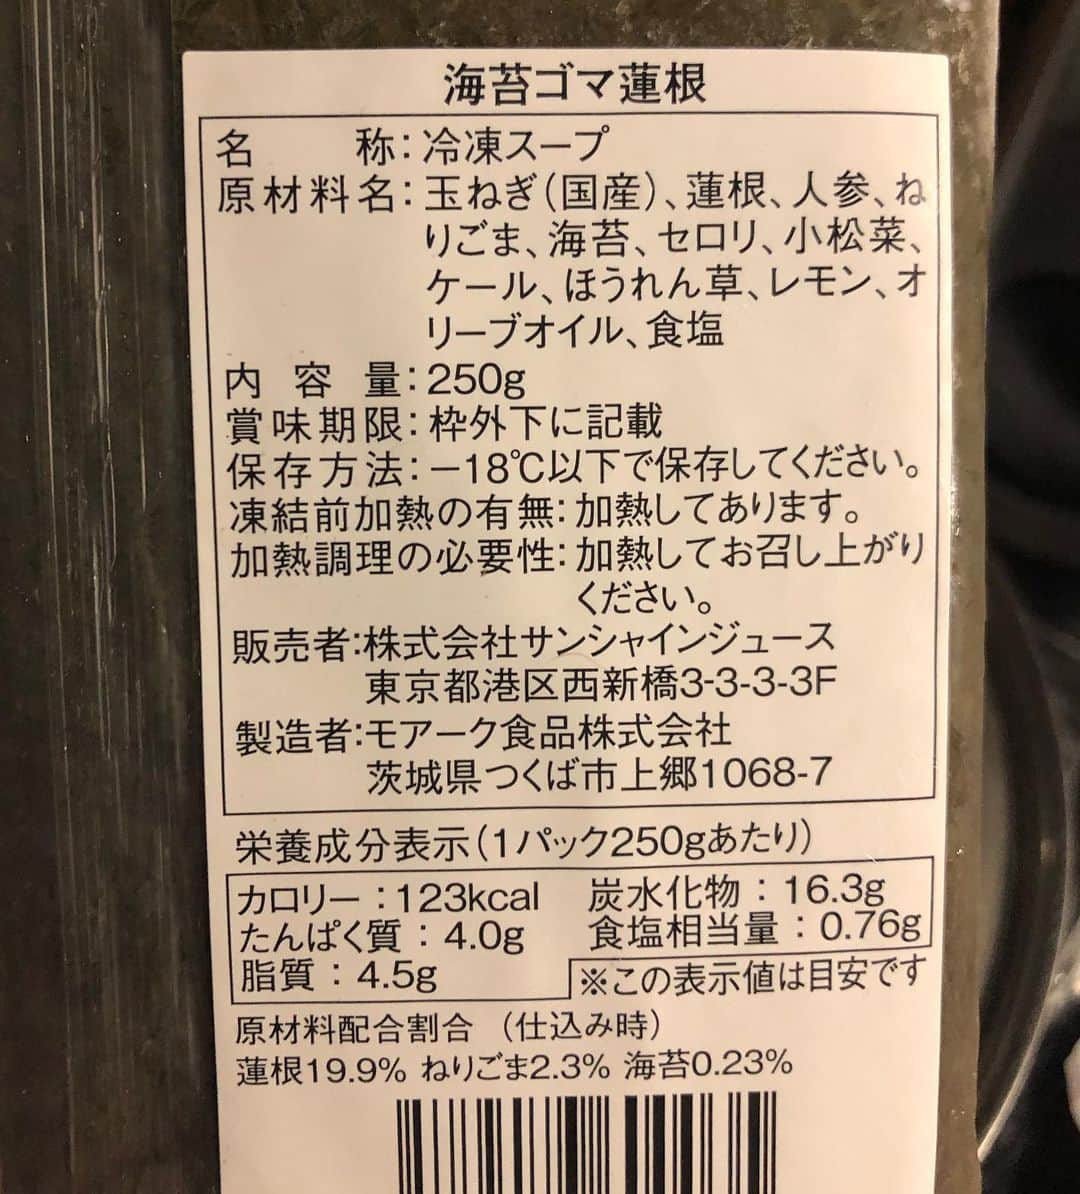 海苔ゴマ蓮根
名称：冷凍スープ
原材料名：玉ねぎ（国産）、蓮根、人参、ね
りごま、海苔、セロリ、小松菜、
ケール、ほうれん草、レモン、オ
リーブオイル、食塩
内容量：250g
賞味期限：枠外下に記載
保存方法：－18℃以下で保存してください。
凍結前加熱の有無：加熱してあります。
加熱調理の必要性：加熱してお召し上がり
ください。
販売者：株式会社サンシャインジュース
東京都港区西新橋3-3-3-3F
製造者：モアーク食品株式会社
茨城県つくば市上郷1068-7
栄養成分表示（1パック250gあたり）
カロリー：123kcal 炭水化物：16.3g
たんぱく質：4.0g 食塩相当量：0.76g
脂質：4.5g ※この表示値は目安です
原材料配合割合（仕込み時）
蓮根19.9% ねりごま2.3% 海苔0.23%